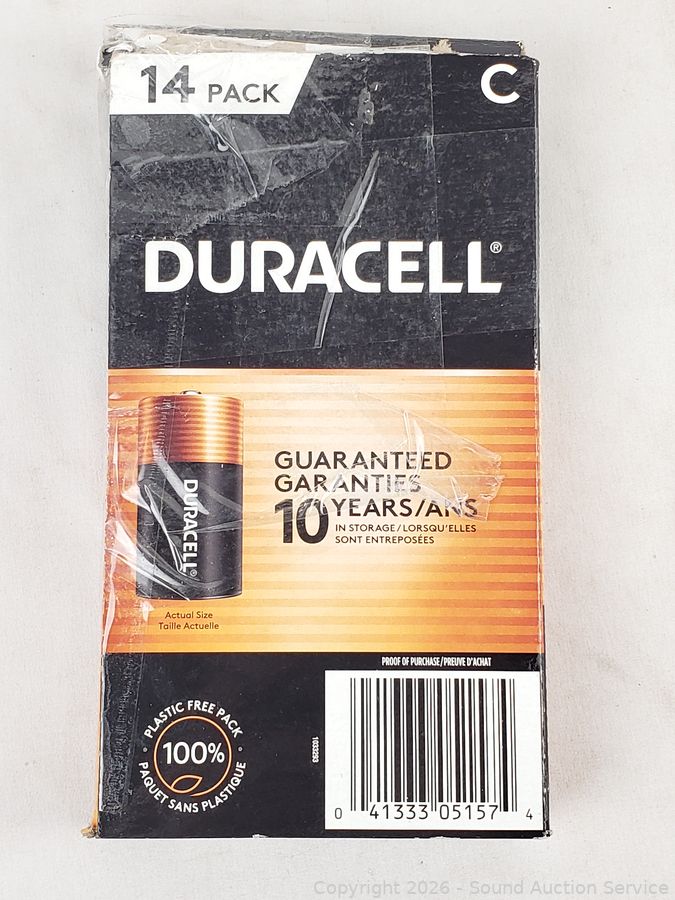 14 PACK
C
DURACELL®
GUARANTEED
GARANTIES
10 YEARS/ANS
IN STORAGE/LORSQU'ELLES
SONT ENTREPOSÉES
DURACELL®
Actual Size
Taille Actuelle
PROOF OF PURCHASE/PREUVE D'ACHAT
PLASTIC FREE PACK
100%
PAQUET SANS PLASTIQUE
1033293
0 41333 05157 4
Copyright 2026 - Sound Auction Service